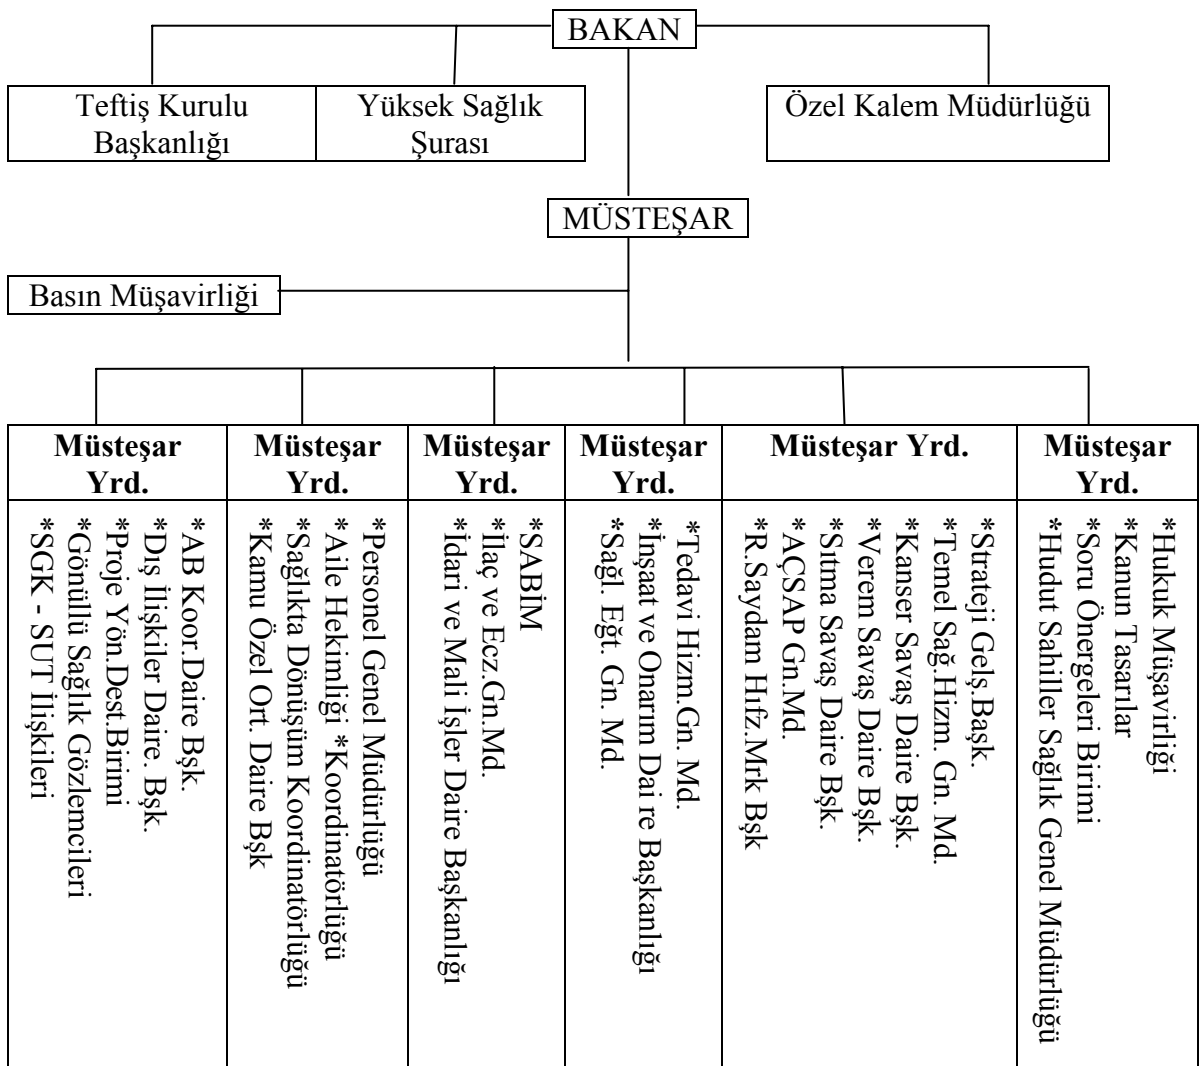 BAKAN
Teftiş Kurulu
Başkanlığı
Yüksek Sağlık
Şurası
Özel Kalem Müdürlüğü
MÜSTEŞAR
Basın Müşavirliği
Müsteşar
Yrd.
*AB Koor.Daire Bşk.
*Dış İlişkiler Daire. Bşk.
*Proje Yön.Dest.Birimi
*Gönüllü Sağlık Gözlemcileri
*SGK - SUT İlişkileri
Müsteşar
Yrd.
*Personel Genel Müdürlüğü
* Aile Hekimliği *Koordinatörlüğü
*Sağlıkta Dönüşüm Koordinatörlüğü
*Kamu Özel Ort. Daire Bşk
Müsteşar
Yrd.
*SABİM
*İlaç ve Ecz.Gn.Md.
*İdari ve Mali İşler Daire Başkanlığı
Müsteşar
Yrd.
*Tedavi Hizm.Gn. Md.
*İnşaat ve Onarım Dai re Başkanlığı
*Sağl. Eğt. Gn. Md.
Müsteşar Yrd.
*Strateji Gelş.Başk.
*Temel Sağ.Hizm. Gn. Md.
*Kanser Savaş Daire Bşk.
*Verem Savaş Daire Bşk.
*Sıtma Savaş Daire Bşk.
*AÇSAP Gn.Md.
*R.Saydam Hıfz.Mrk Bşk
Müsteşar
Yrd.
*Hukuk Müşavirliği
*Kanun Tasarılar
*Soru Önergeleri Birimi
*Hudut Sahiller Sağlık Genel Müdürlüğü